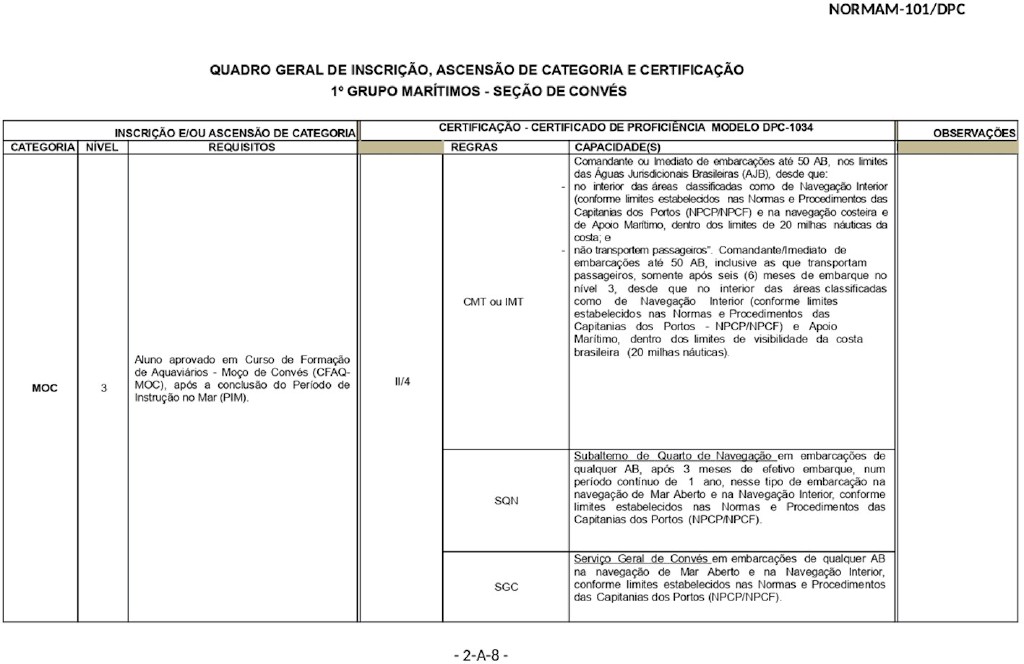 NORMAM-101/DPC
QUADRO GERAL DE INSCRIÇÃO, ASCENSÃO DE CATEGORIA E CERTIFICAÇÃO
1º GRUPO MARÍTIMOS - SEÇÃO DE CONVÉS
INSCRIÇÃO E/OU ASCENSÃO DE CATEGORIA
CERTIFICAÇÃO - CERTIFICADO DE PROFICIÊNCIA MODELO DPC-1034
OBSERVAÇÕES
CATEGORIA NÍVEL REQUISITOS REGRAS CAPACIDADE(S)
MOC
3
Aluno aprovado em Curso de Formação
de Aquaviários - Moço de Convés (CFAQ-
MOC), após a conclusão do Período de
Instrução no Mar (PIM).
II/4
CMT ou IMT
Comandante ou Imediato de embarcações até 50 AB, nos limites
das Águas Jurisdicionais Brasileiras (AJB), desde que:
- no interior das áreas classificadas como de Navegação Interior
(conforme limites estabelecidos nas Normas e Procedimentos das
Capitanias dos Portos (NPCP/NPCF) e na navegação costeira e
de Apoio Marítimo, dentro dos limites de 20 milhas náuticas da
costa; e
- não transportem passageiros”. Comandante/Imediato de
embarcações até 50 AB, inclusive as que transportam
passageiros, somente após seis (6) meses de embarque no
nível 3, desde que no interior das áreas classificadas
como de Navegação Interior (conforme limites
estabelecidos nas Normas e Procedimentos das
Capitanias dos Portos - NPCP/NPCF) e Apoio
Marítimo, dentro dos limites de visibilidade da costa
brasileira (20 milhas náuticas).
SQN
Subalterno de Quarto de Navegação em embarcações de
qualquer AB, após 3 meses de efetivo embarque, num
período contínuo de 1 ano, nesse tipo de embarcação na
navegação de Mar Aberto e na Navegação Interior, conforme
limites estabelecidos nas Normas e Procedimentos das
Capitanias dos Portos (NPCP/NPCF).
SGC
Serviço Geral de Convés em embarcações de qualquer AB
na navegação de Mar Aberto e na Navegação Interior,
conforme limites estabelecidos nas Normas e Procedimentos
das Capitanias dos Portos (NPCP/NPCF).
- 2-A-8 -